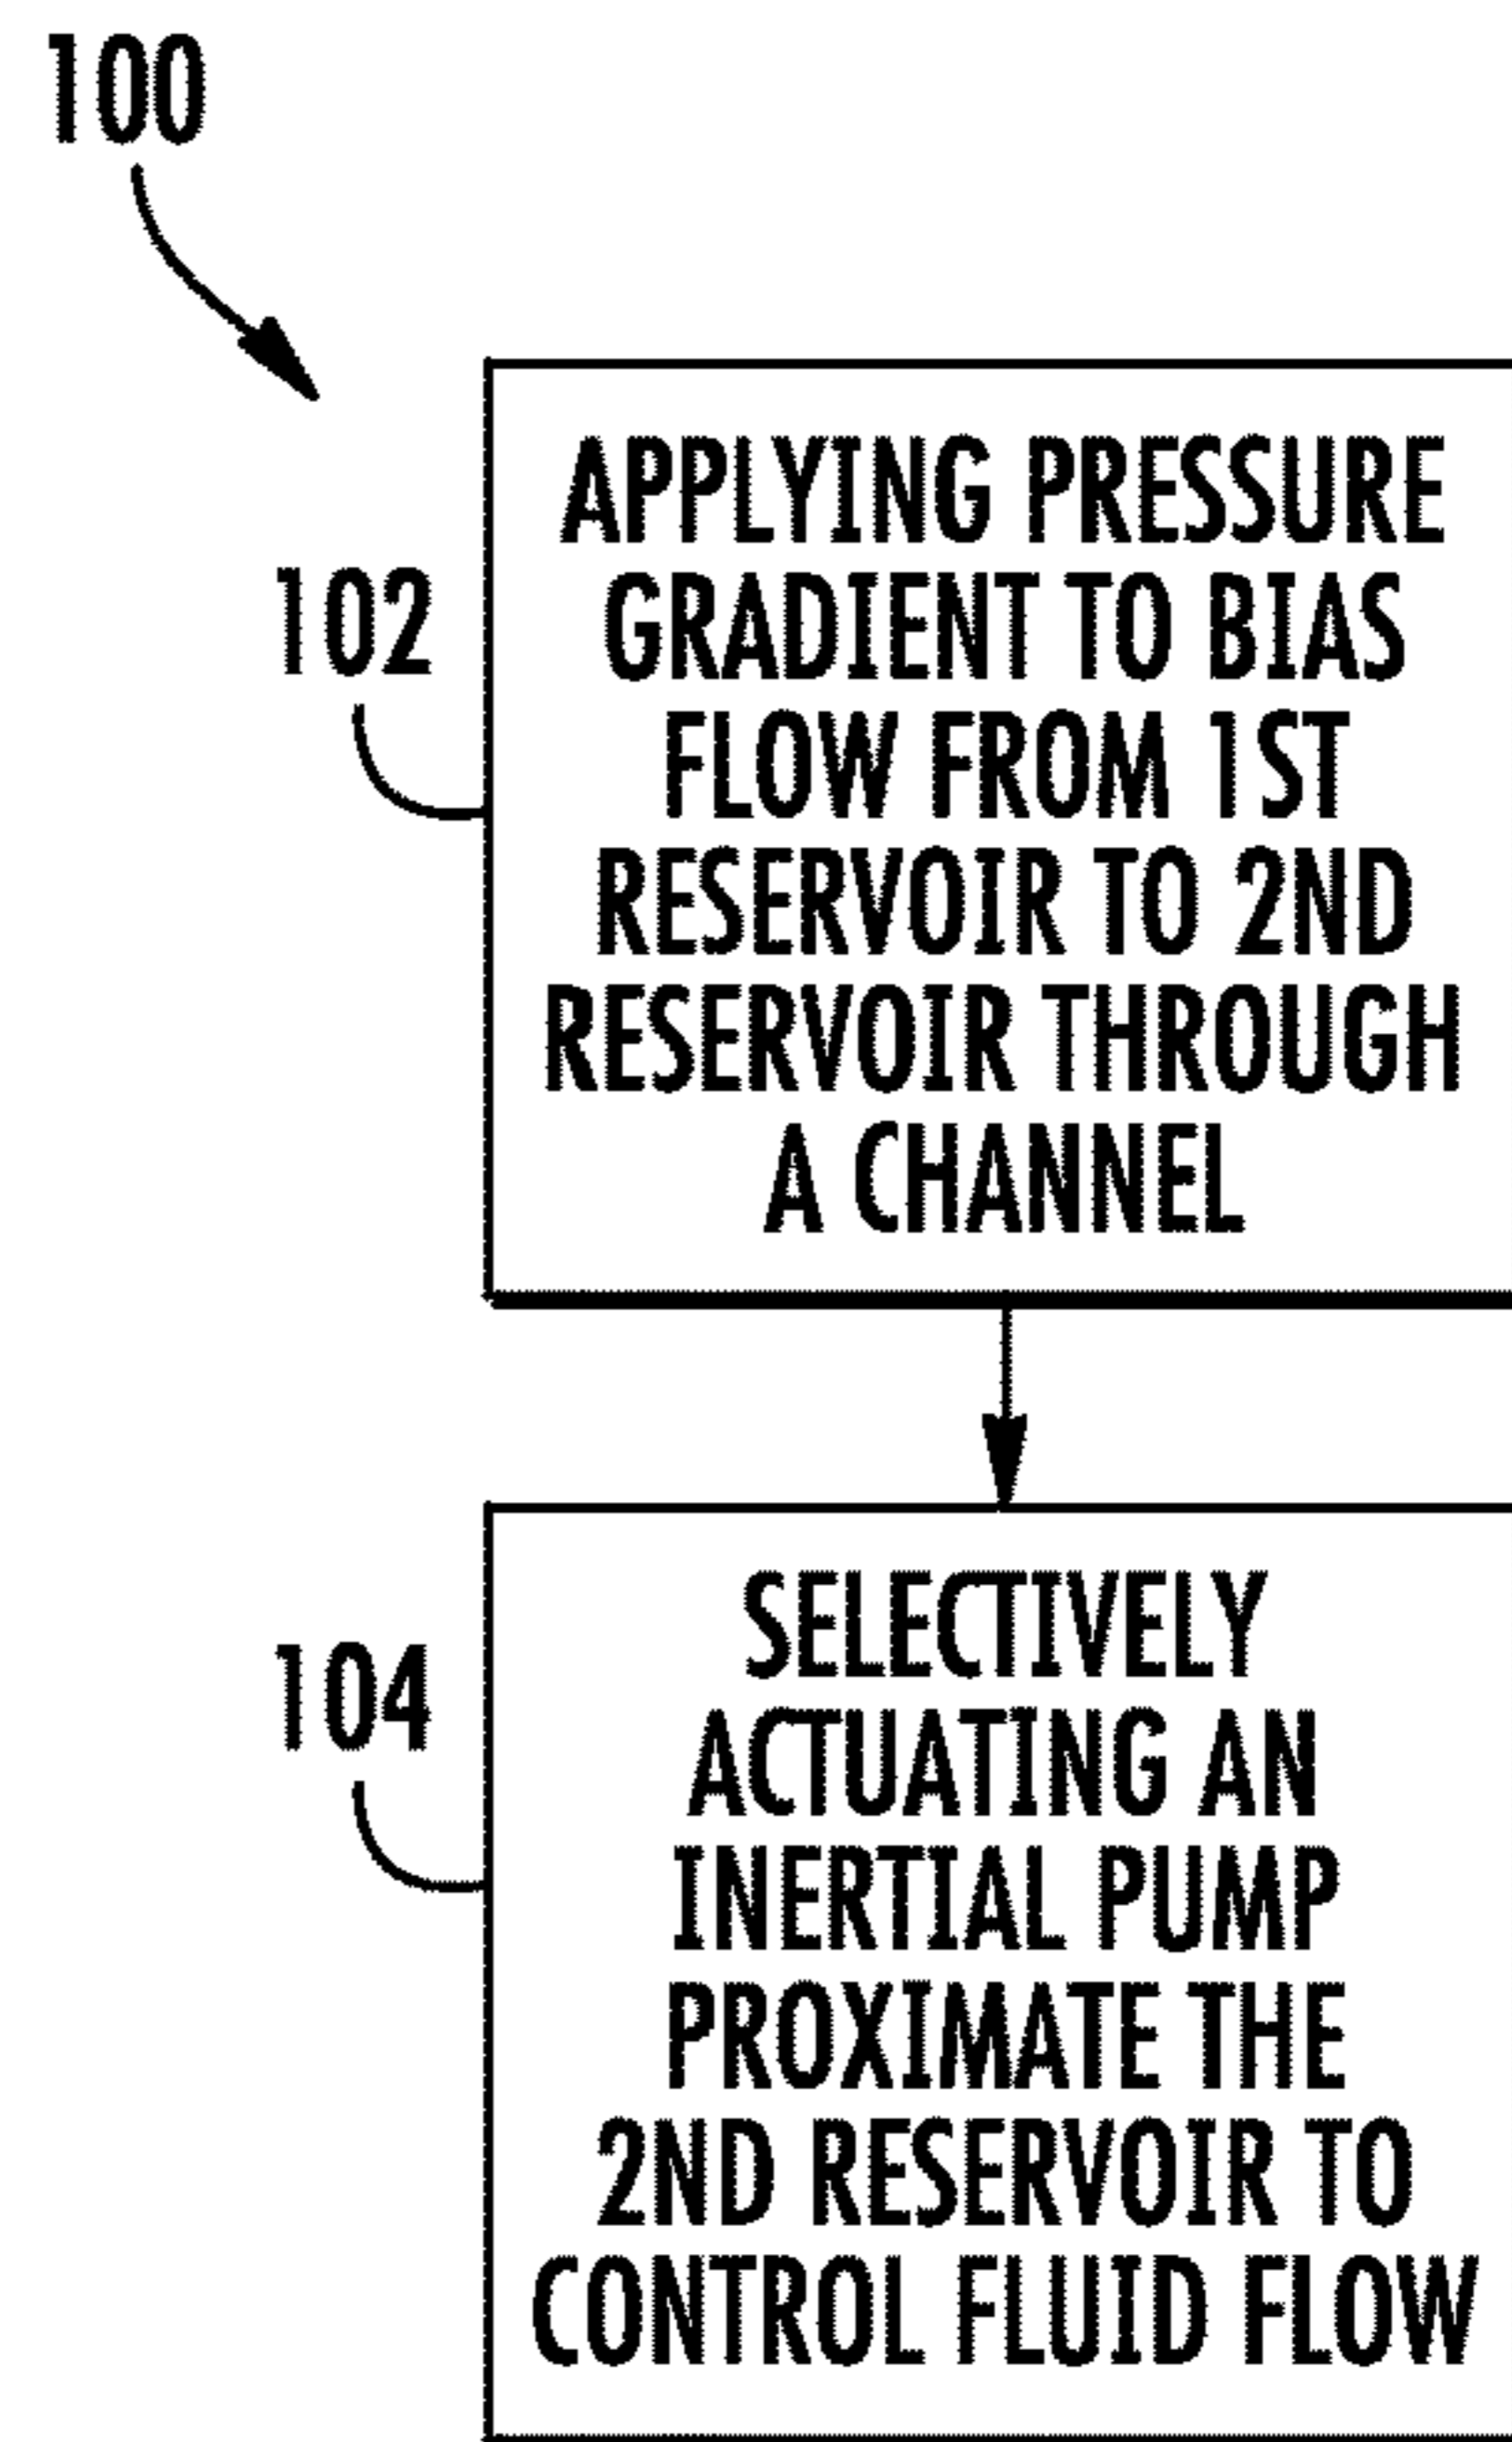 100
102
APPLYING PRESSURE
GRADIENT TO BIAS
FLOW FROM 1ST
RESERVOIR TO 2ND
RESERVOIR THROUGH
A CHANNEL
104
SELECTIVELY
ACTUATING AN
INERTIAL PUMP
PROXIMATE THE
2ND RESERVOIR TO
CONTROL FLUID FLOW